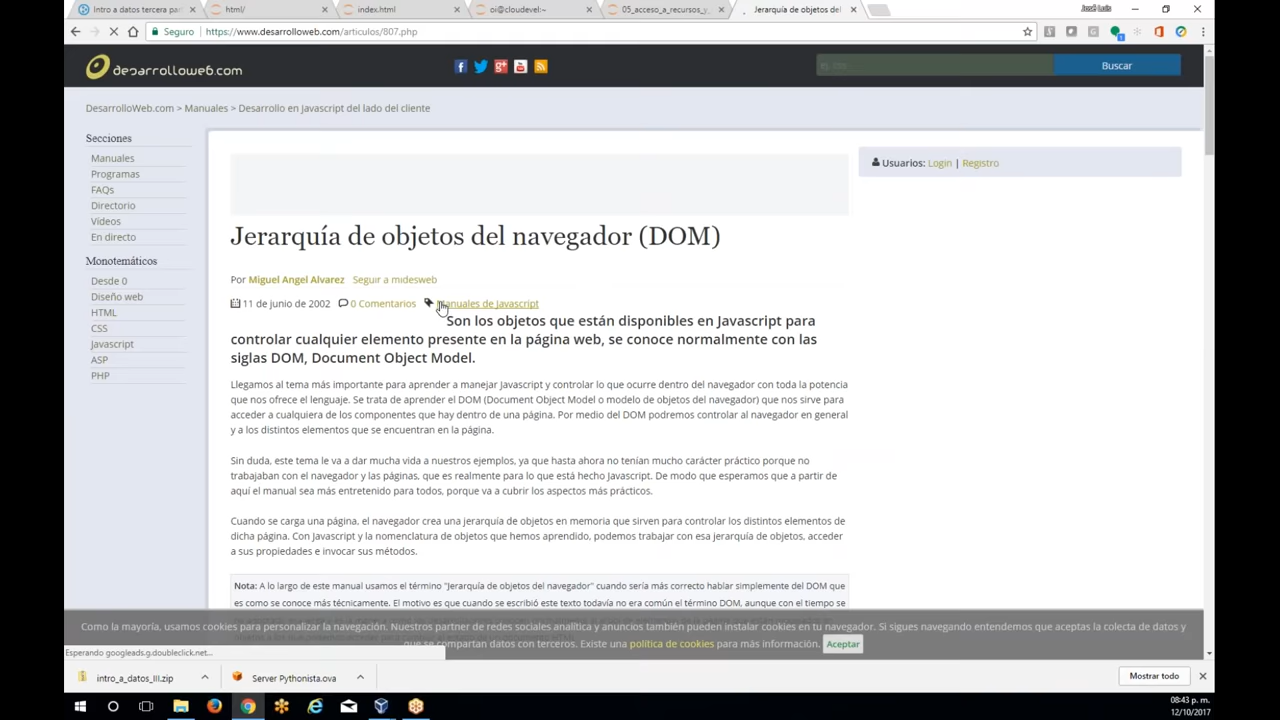 Intro a datos tercera par
html/
index.html
oi@cloudevel:~
05_acceso_a_recursos_y_
Jerarquía de objetos del
José Luis
Seguro
https://www.desarrolloweb.com/articulos/807.php
desarrolloweb.com
Buscar
DesarrolloWeb.com > Manuales > Desarrollo en Javascript del lado del cliente
Secciones
Manuales
Programas
FAQs
Directorio
Vídeos
En directo
Monotemáticos
Desde 0
Diseño web
HTML
CSS
Javascript
ASP
PHP
Usuarios: Login | Registro
Jerarquía de objetos del navegador (DOM)
Por Miguel Angel Alvarez Seguir a midesweb
11 de junio de 2002 0 Comentarios Manuales de Javascript
Son los objetos que están disponibles en Javascript para
controlar cualquier elemento presente en la página web, se conoce normalmente con las
siglas DOM, Document Object Model.
Llegamos al tema más importante para aprender a manejar Javascript y controlar lo que ocurre dentro del navegador con toda la potencia
que nos ofrece el lenguaje. Se trata de aprender el DOM (Document Object Model o modelo de objetos del navegador) que nos sirve para
acceder a cualquiera de los componentes que hay dentro de una página. Por medio del DOM podremos controlar al navegador en general
y a los distintos elementos que se encuentran en la página.
Sin duda, este tema le va a dar mucha vida a nuestros ejemplos, ya que hasta ahora no tenían mucho carácter práctico porque no
trabajaban con el navegador y las páginas, que es realmente para lo que está hecho Javascript. De modo que esperamos que a partir de
aquí el manual sea más entretenido para todos, porque va a cubrir los aspectos más prácticos.
Cuando se carga una página, el navegador crea una jerarquía de objetos en memoria que sirven para controlar los distintos elementos de
dicha página. Con Javascript y la nomenclatura de objetos que hemos aprendido, podemos trabajar con esa jerarquía de objetos, acceder
a sus propiedades e invocar sus métodos.
Nota: A lo largo de este manual usamos el término "Jerarquía de objetos del navegador" cuando sería más correcto hablar simplemente del DOM que
es como se conoce más técnicamente. El motivo es que cuando se escribió este texto todavía no era común el término DOM, aunque con el tiempo se
Como la mayoría, usamos cookies para personalizar la navegación. Nuestros partner de redes sociales analítica y anuncios también pueden instalar cookies en tu navegador. Si sigues navegando entendemos que aceptas la colecta de datos y
que se compartan datos con terceros. Existe una política de cookies para más información. Aceptar
Esperando googleads.g.doubleclick.net...
intro_a_datos_III.zip
Server Pythonista.ova
Mostrar todo
08:43 p. m.
12/10/2017